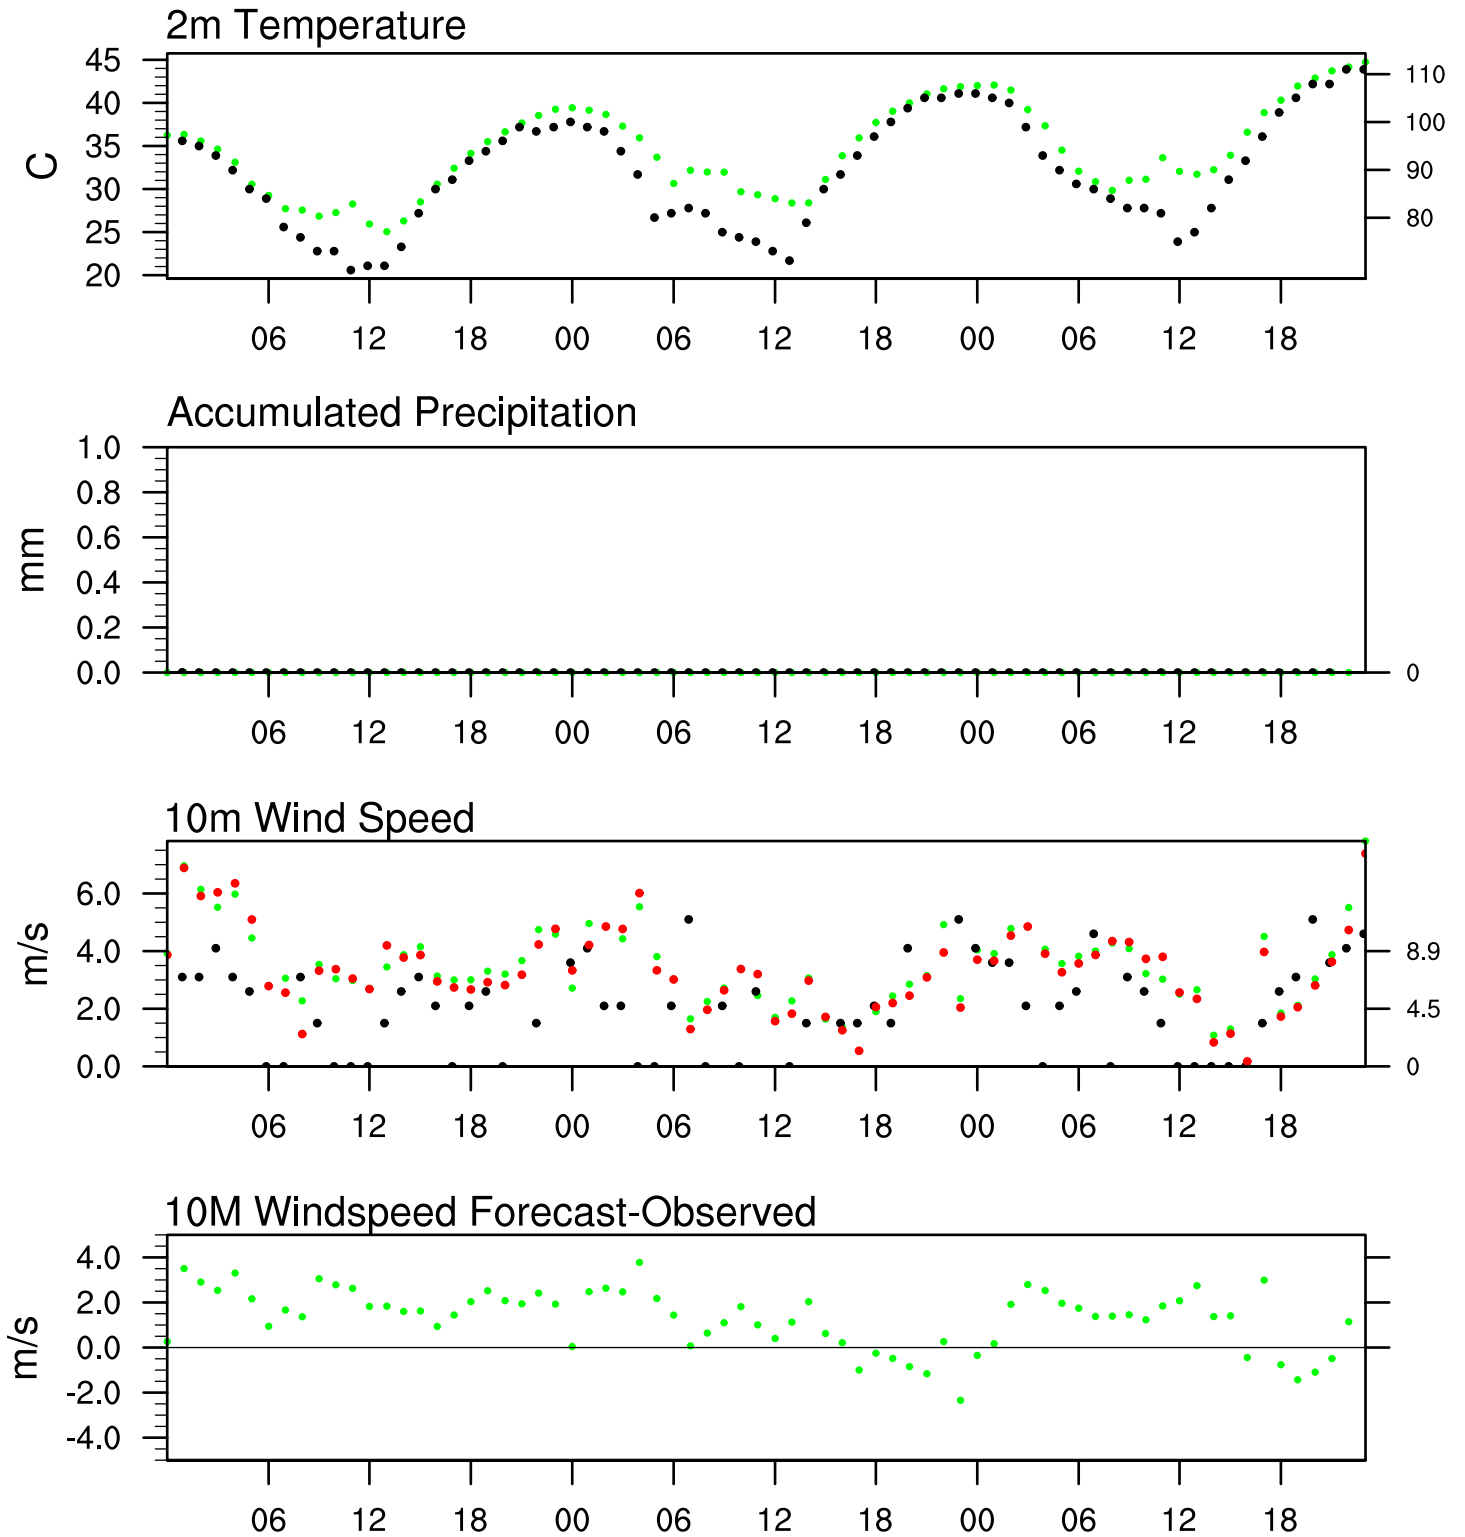 2m Temperature
45
40
35
30
25
20
C
110
100
90
80
06 12 18 00 06 12 18 00 06 12 18
Accumulated Precipitation
1.0
0.8
0.6
0.4
0.2
0.0
mm
0
06 12 18 00 06 12 18 00 06 12 18
10m Wind Speed
6.0
4.0
2.0
0.0
m/s
8.9
4.5
0
06 12 18 00 06 12 18 00 06 12 18
10M Windspeed Forecast-Observed
4.0
2.0
0.0
-2.0
-4.0
m/s
06 12 18 00 06 12 18 00 06 12 18